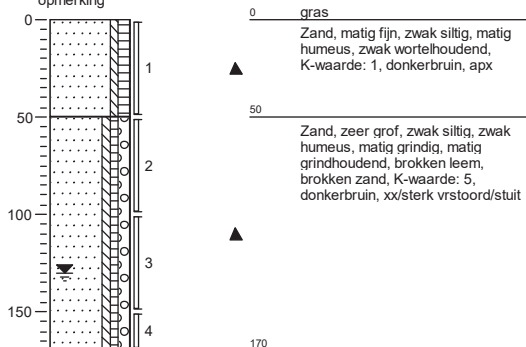 opmerking
0
50
100
150
1
2
3
4
0
gras
Zand, matig fijn, zwak siltig, matig
humeus, zwak wortelhoudend,
K-waarde: 1, donkerbruin, apx
50
Zand, zeer grof, zwak siltig, zwak
humeus, matig grindig, matig
grindhoudend, brokken leem,
brokken zand, K-waarde: 5,
donkerbruin, xx/sterk vrstoord/stuit
170